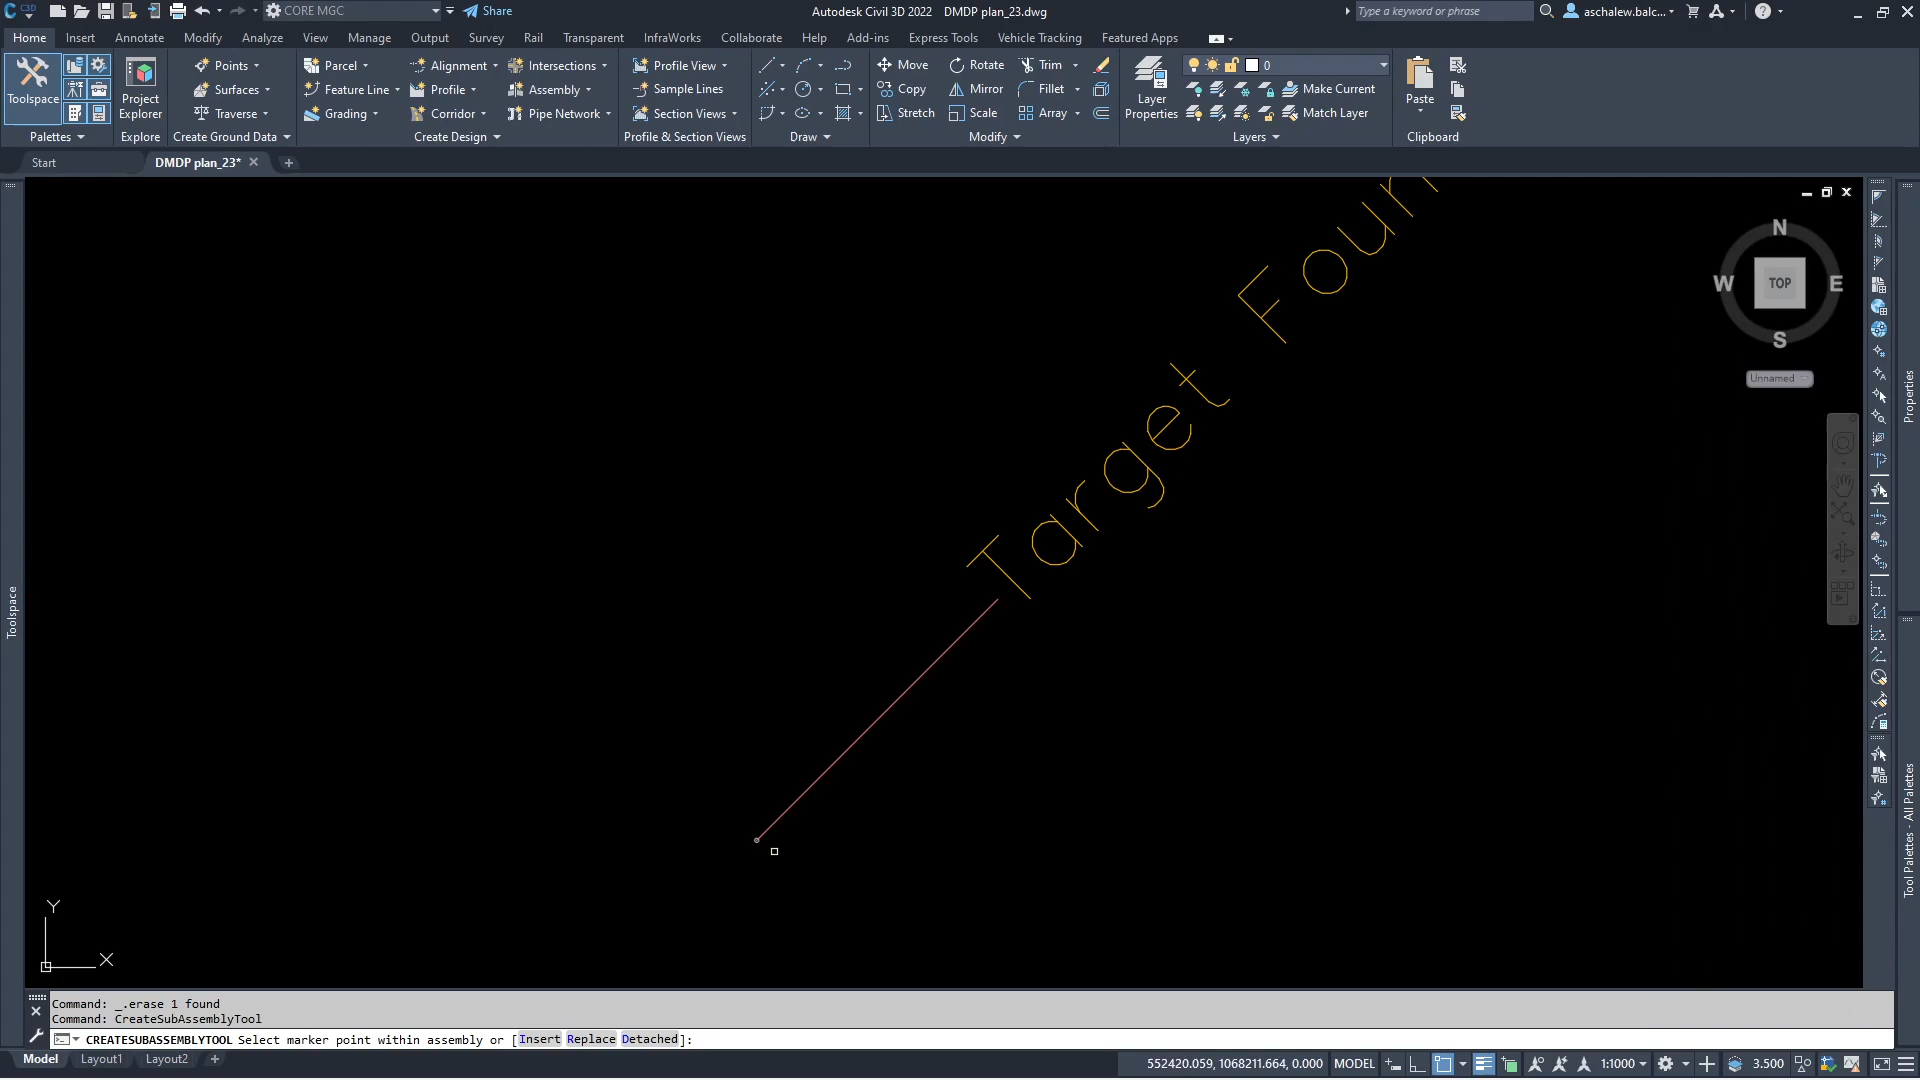 C3D CORE MGC Share Autodesk Civil 3D 2022 DMDP plan_23.dwg Type a keyword or phrase aschalew.balc...
Home Insert Annotate Modify Analyze View Manage Output Survey Rail Transparent InfraWorks Collaborate Help Add-ins Express Tools Vehicle Tracking Featured Apps
Points Parcel Alignment Intersections Profile View Move Rotate Trim 0
Toolspace Project Explorer Surfaces Feature Line Profile Assembly Sample Lines Copy Mirror Fillet Layer Properties Make Current Paste
Traverse Grading Corridor Pipe Network Section Views Stretch Scale Array Match Layer
Palettes Explore Create Ground Data Create Design Profile & Section Views Draw Modify Layers Clipboard
Start DMDP plan_23*
N
W TOP E
S
Unnamed
Target Foun
Toolspace
Properties
Tool Palettes - All Palettes
Y
X
Command: _.erase 1 found
Command: CreateSubAssemblyTool
CREATESUBASSEMBLYTOOL Select marker point within assembly or [Insert Replace Detached]:
Model Layout1 Layout2 552420.059, 1068211.664, 0.000 MODEL 1:1000 3.500